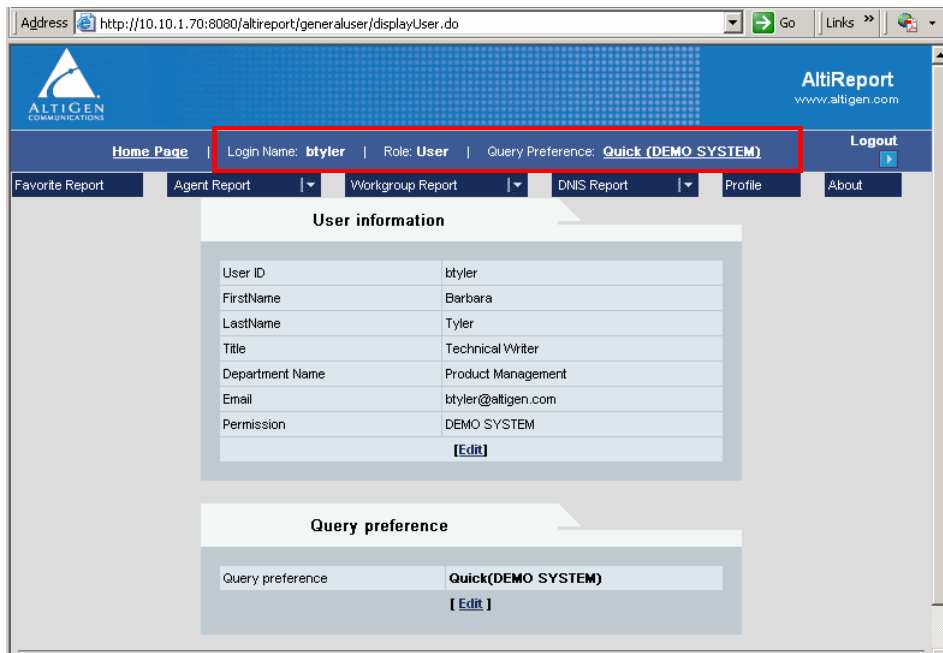 Address http://10.10.1.70:8080/altireport/generaluser/displayUser.do Go Links »
ALTIGEN
COMMUNICATIONS
AltiReport
www.altigen.com
Home Page | Login Name: btyler | Role: User | Query Preference: Quick (DEMO SYSTEM)
Logout
Favorite Report Agent Report Workgroup Report DNIS Report Profile About
User information
User ID btyler
FirstName Barbara
LastName Tyler
Title Technical Writer
Department Name Product Management
Email btyler@altigen.com
Permission DEMO SYSTEM
[Edit]
Query preference
Query preference Quick(DEMO SYSTEM)
[ Edit ]